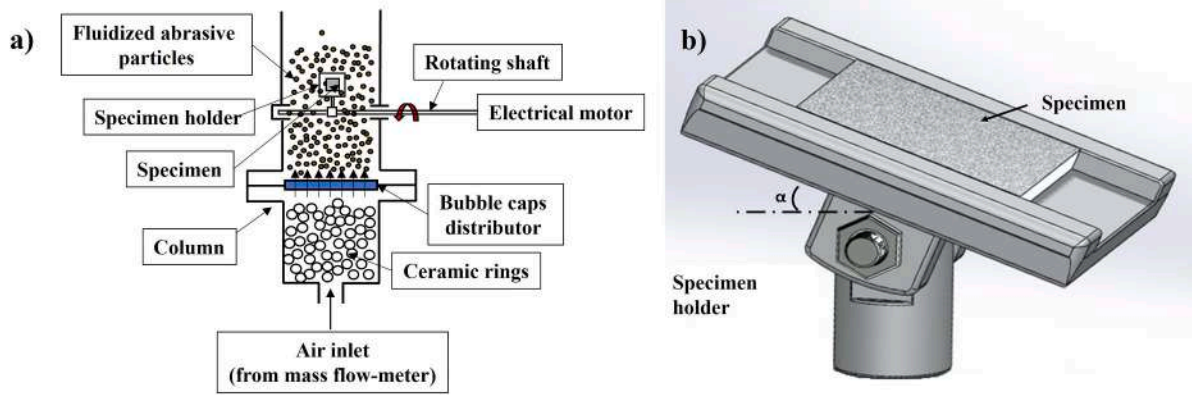 a)
Fluidized abrasive
particles
Rotating shaft
Specimen holder
Electrical motor
Specimen
Bubble caps
distributor
Column
Ceramic rings
Air inlet
(from mass flow-meter)
b)
Specimen
α
Specimen
holder